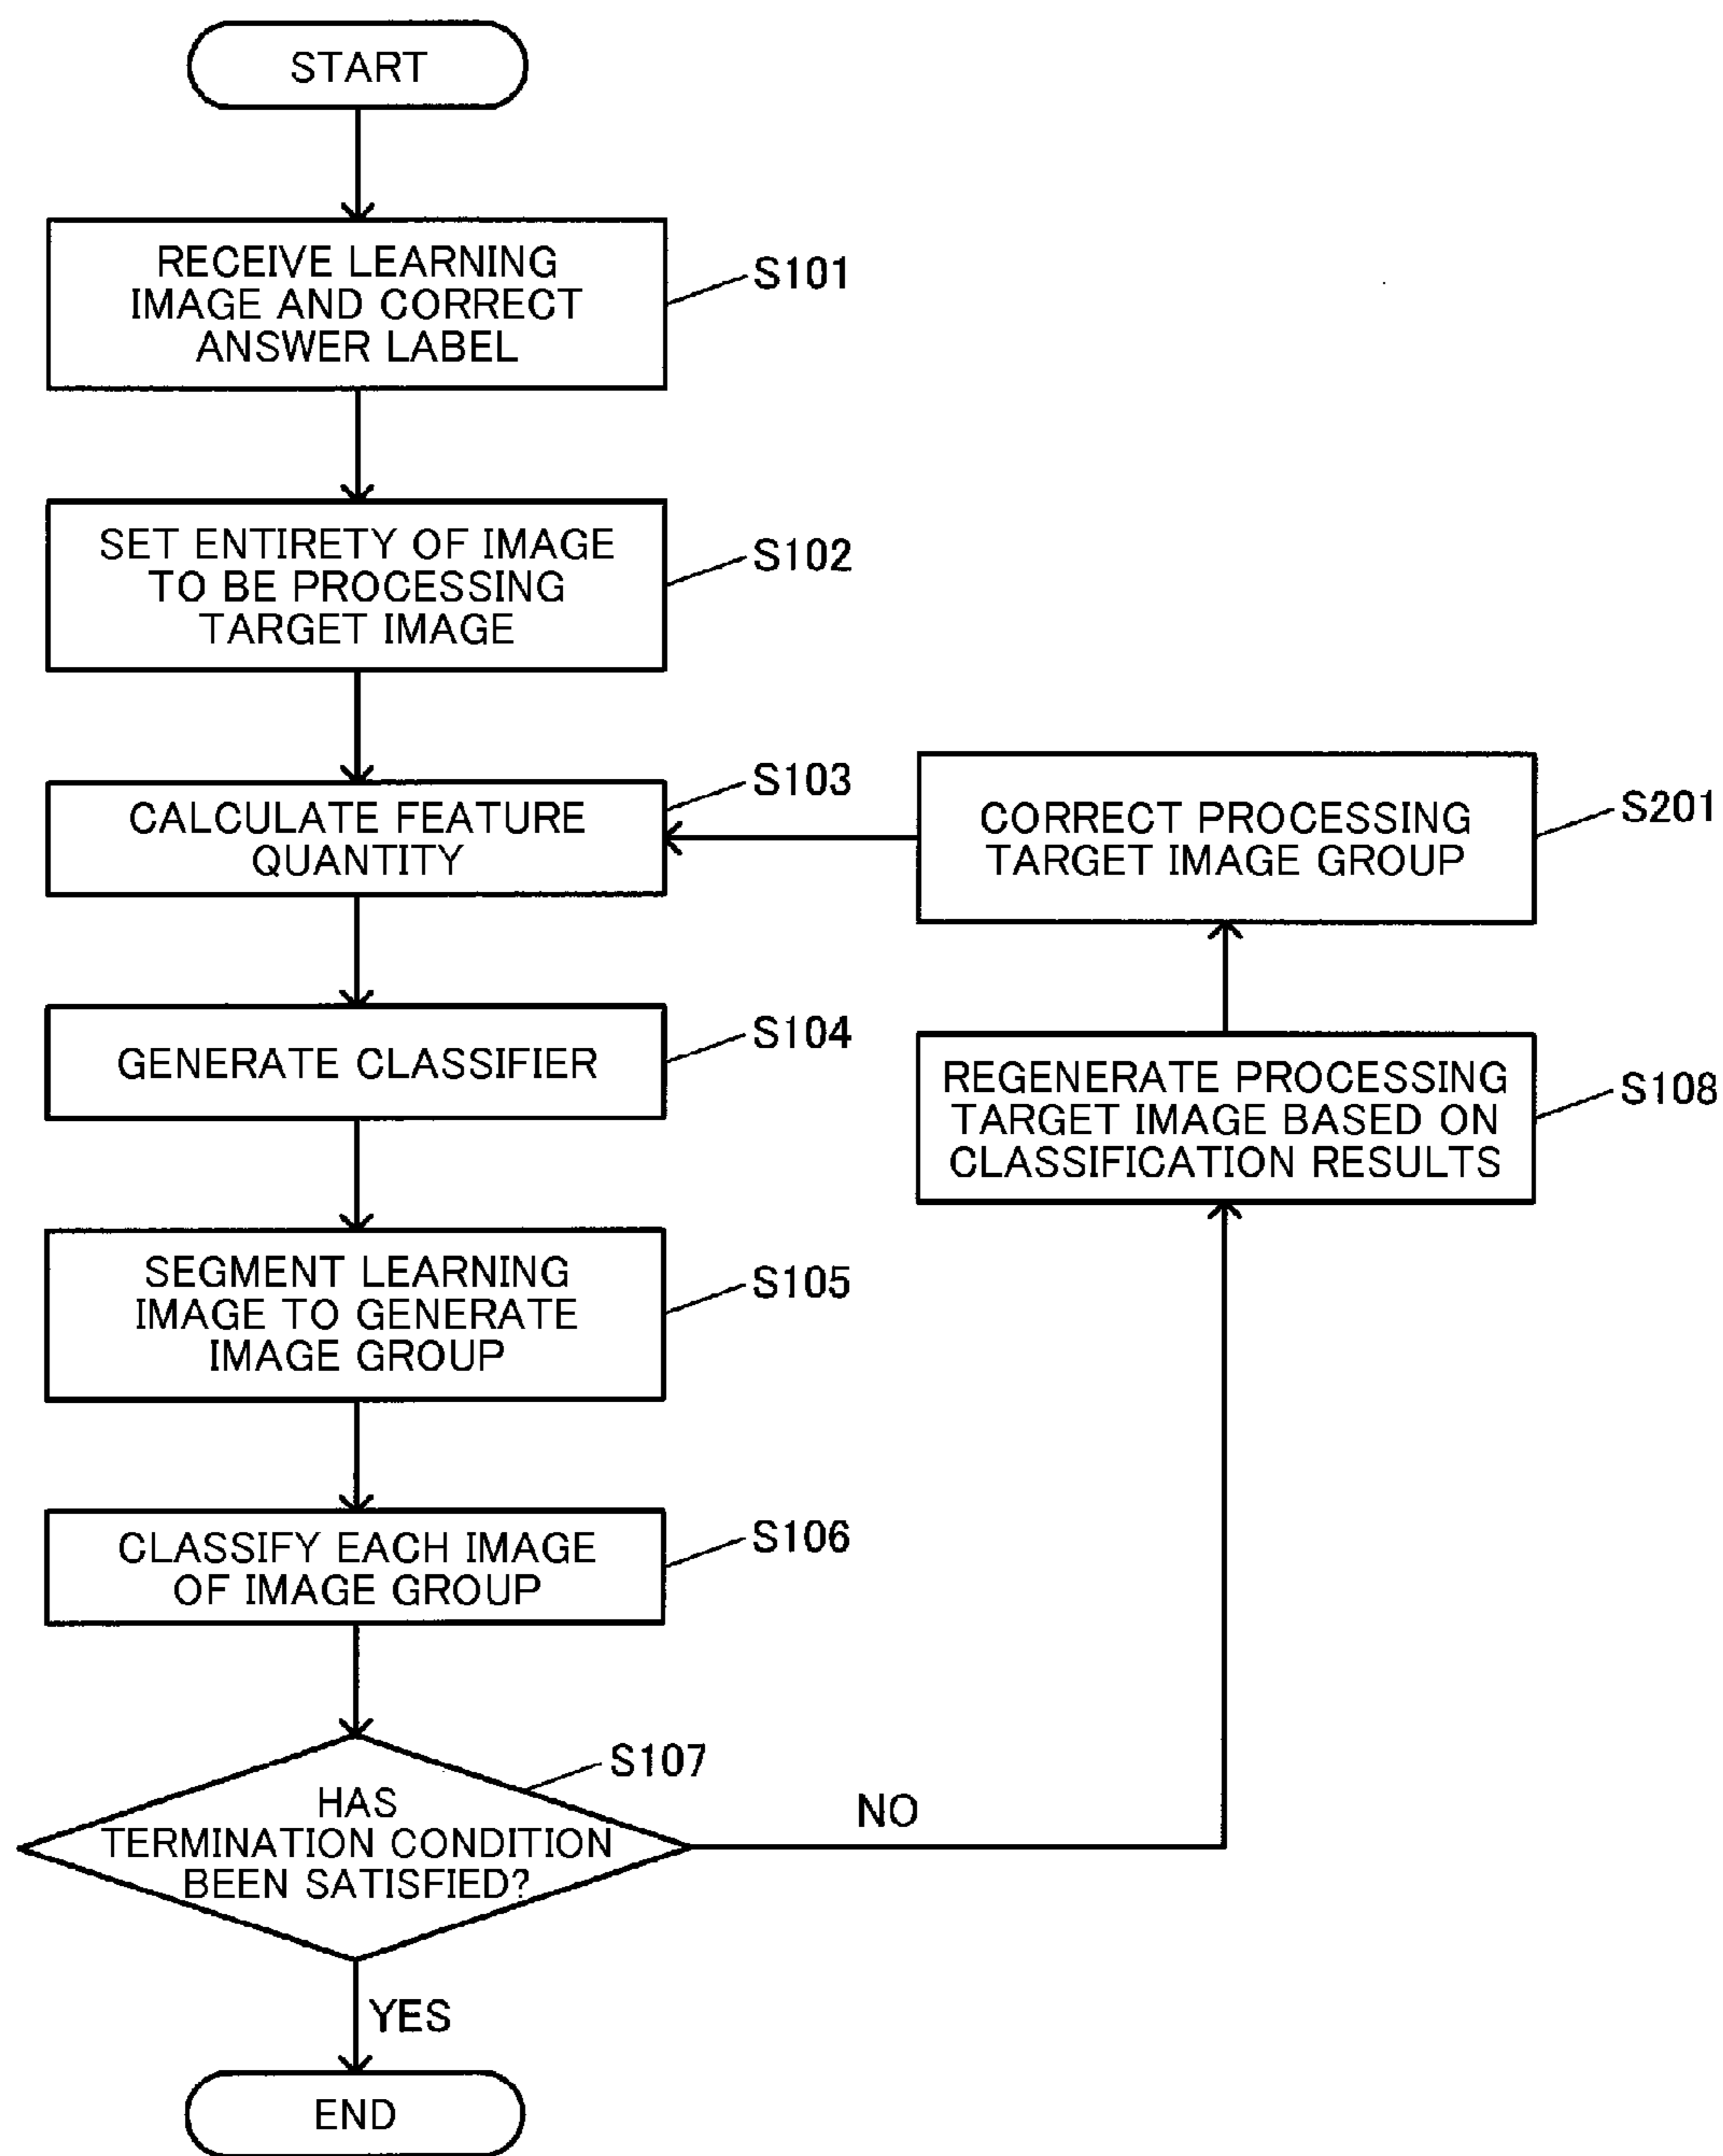 START
RECEIVE LEARNING
IMAGE AND CORRECT
ANSWER LABEL
S101
SET ENTIRETY OF IMAGE
TO BE PROCESSING
TARGET IMAGE
S102
CALCULATE FEATURE
QUANTITY
S103
CORRECT PROCESSING
TARGET IMAGE GROUP
S201
GENERATE CLASSIFIER
S104
REGENERATE PROCESSING
TARGET IMAGE BASED ON
CLASSIFICATION RESULTS
S108
SEGMENT LEARNING
IMAGE TO GENERATE
IMAGE GROUP
S105
CLASSIFY EACH IMAGE
OF IMAGE GROUP
S106
HAS
TERMINATION CONDITION
BEEN SATISFIED?
S107
NO
YES
END